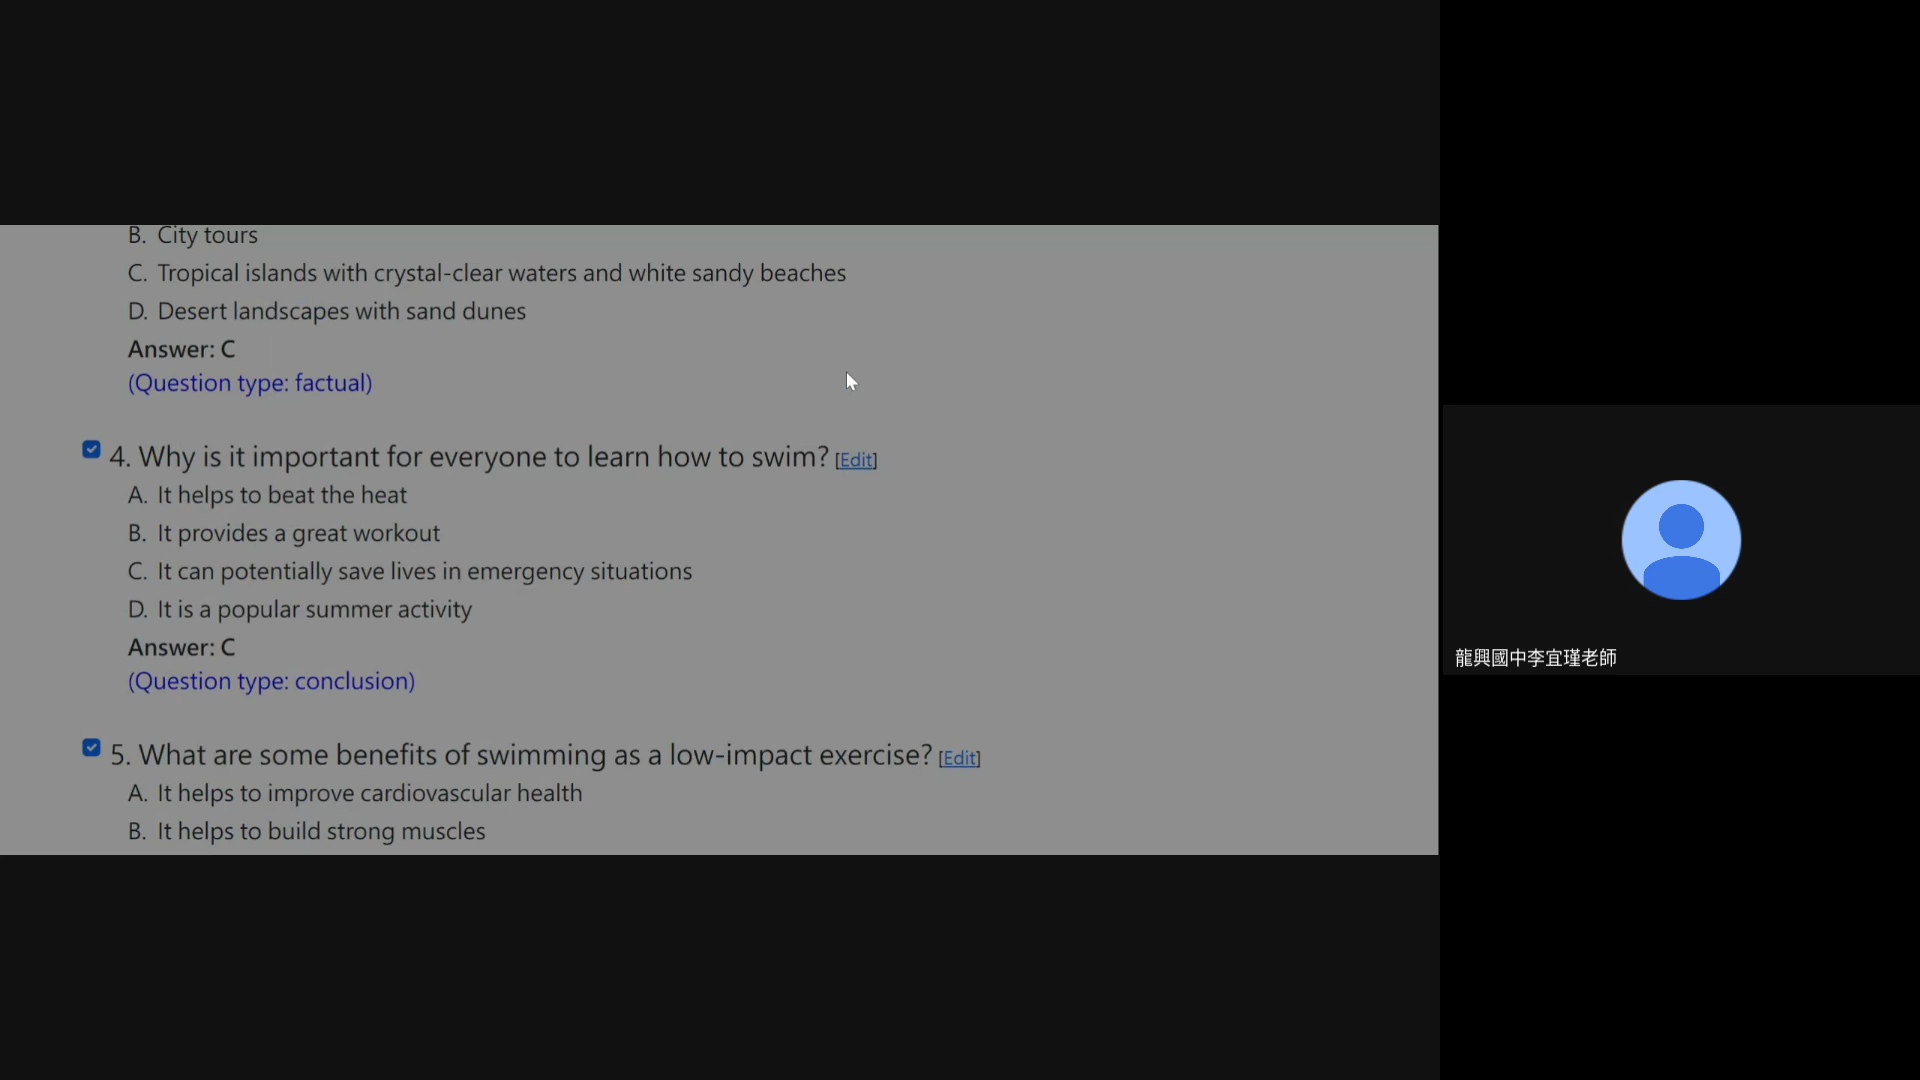 B. City tours
C. Tropical islands with crystal-clear waters and white sandy beaches
D. Desert landscapes with sand dunes
Answer: C
(Question type: factual)
4. Why is it important for everyone to learn how to swim? [Edit]
A. It helps to beat the heat
B. It provides a great workout
C. It can potentially save lives in emergency situations
D. It is a popular summer activity
Answer: C
(Question type: conclusion)
5. What are some benefits of swimming as a low-impact exercise? [Edit]
A. It helps to improve cardiovascular health
B. It helps to build strong muscles
龍興國中李宜瑾老師